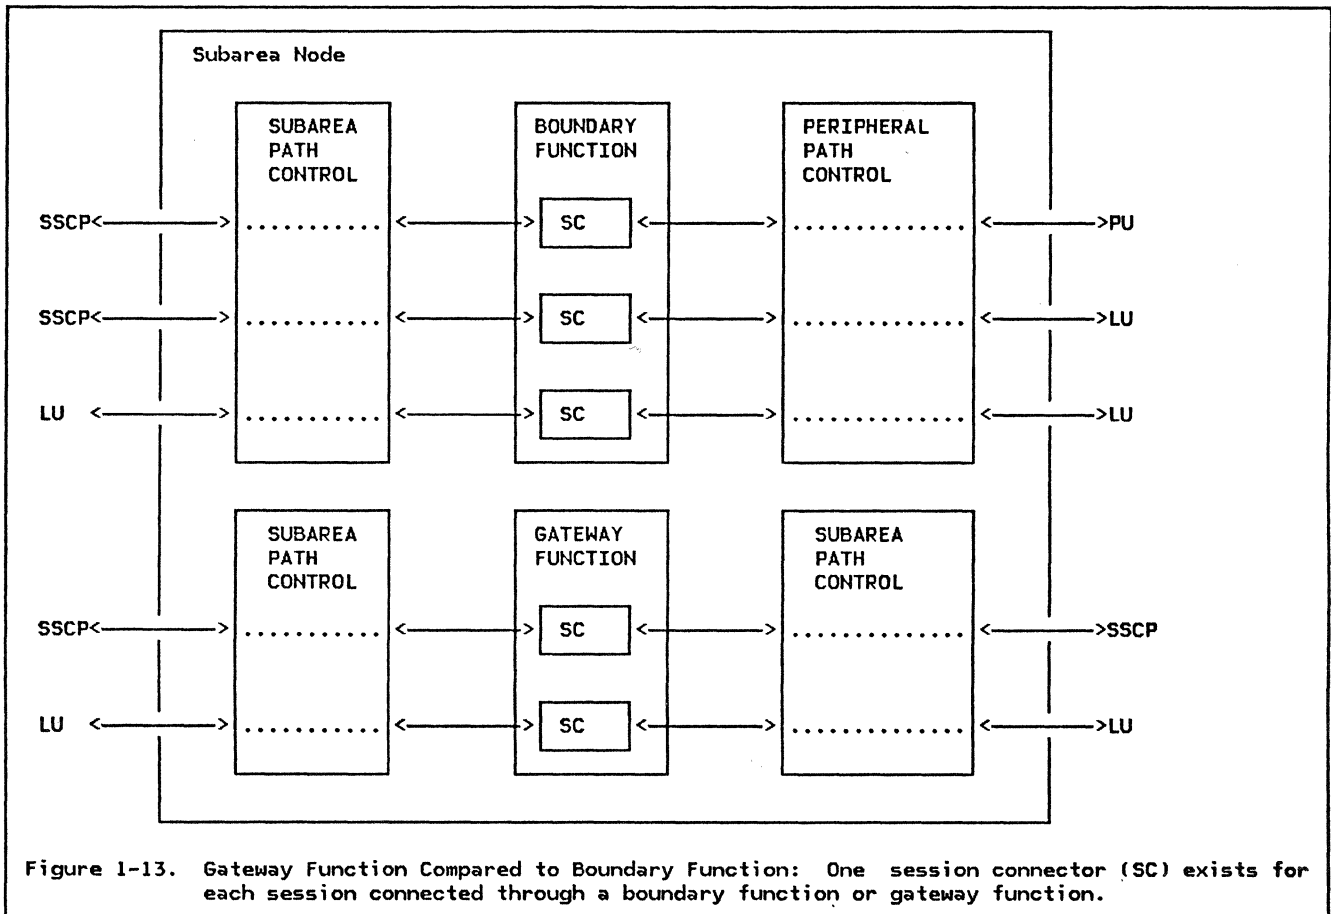 Subarea Node
SUBAREA PATH CONTROL
BOUNDARY FUNCTION
PERIPHERAL PATH CONTROL
SSCP<------> ........... <------> SC <------> .............. <------>PU
SSCP<------> ........... <------> SC <------> .............. <------>LU
LU <------> ........... <------> SC <------> .............. <------>LU
SUBAREA PATH CONTROL
GATEWAY FUNCTION
SUBAREA PATH CONTROL
SSCP<------> ........... <------> SC <------> .............. <------>SSCP
LU <------> ........... <------> SC <------> .............. <------>LU
Figure 1-13. Gateway Function Compared to Boundary Function: One session connector (SC) exists for
each session connected through a boundary function or gateway function.